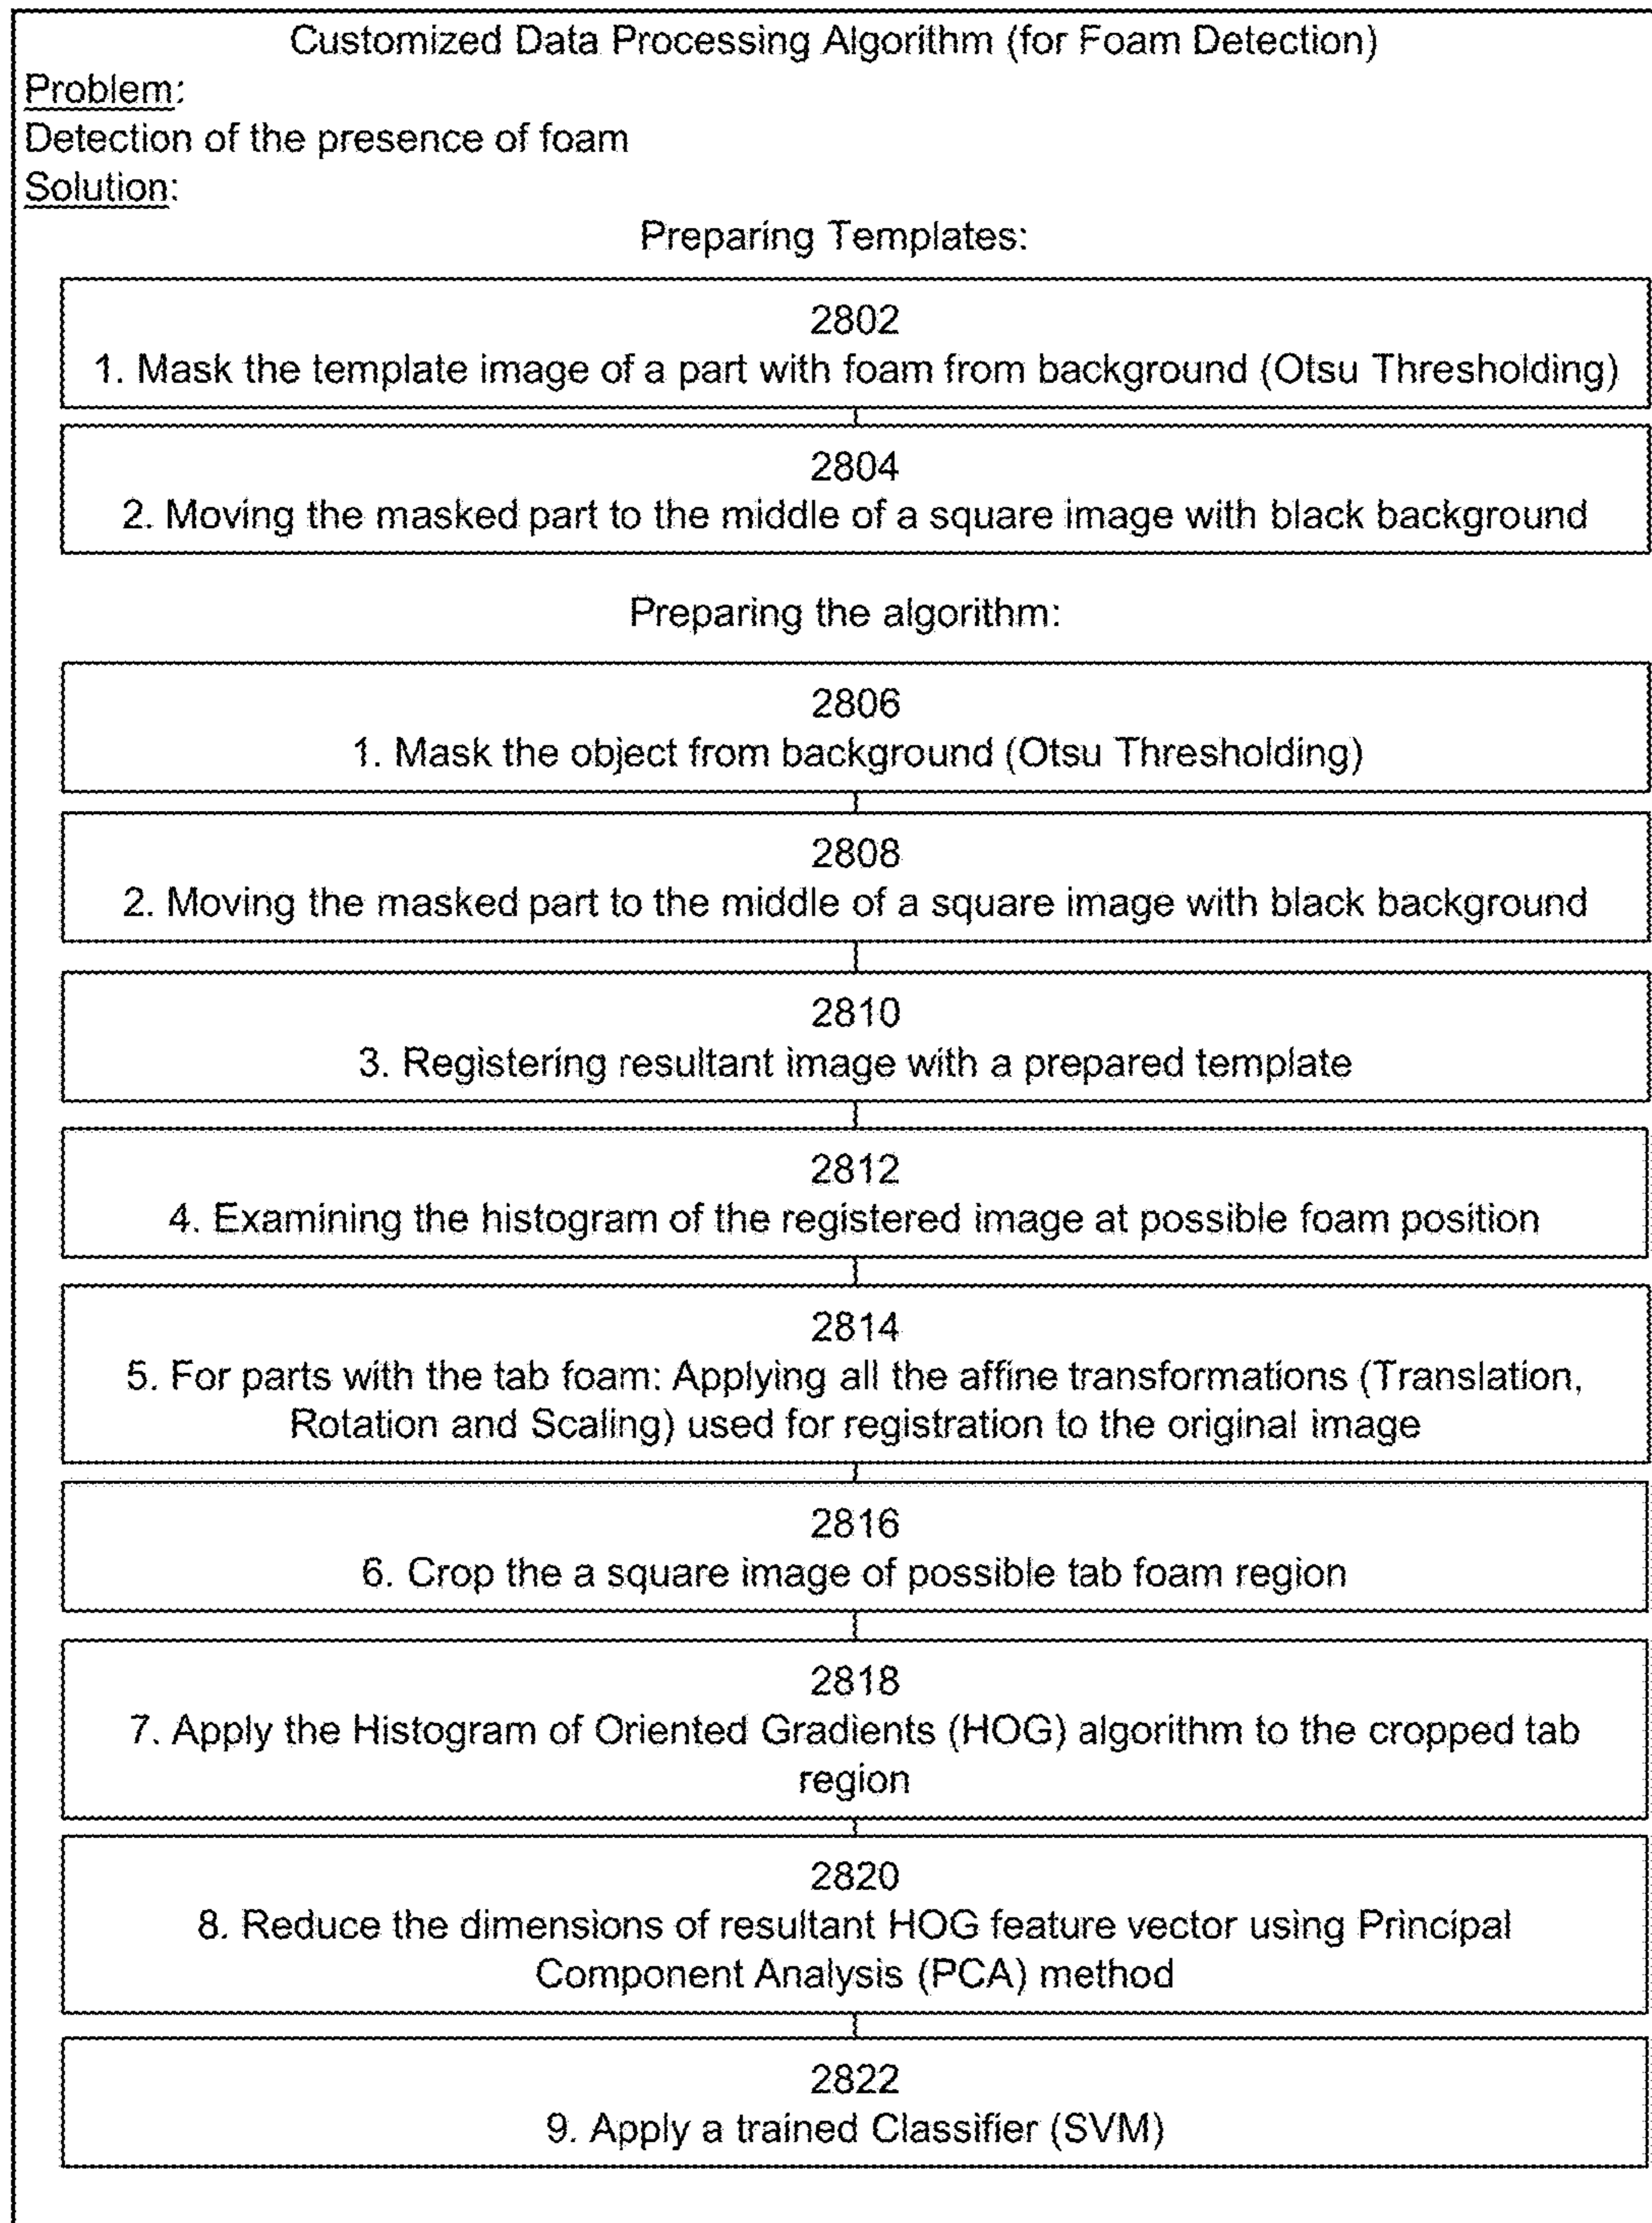 Customized Data Processing Algorithm (for Foam Detection)
Problem:
Detection of the presence of foam
Solution:
Preparing Templates:
2802
1. Mask the template image of a part with foam from background (Otsu Thresholding)
2804
2. Moving the masked part to the middle of a square image with black background
Preparing the algorithm:
2806
1. Mask the object from background (Otsu Thresholding)
2808
2. Moving the masked part to the middle of a square image with black background
2810
3. Registering resultant image with a prepared template
2812
4. Examining the histogram of the registered image at possible foam position
2814
5. For parts with the tab foam: Applying all the affine transformations (Translation,
Rotation and Scaling) used for registration to the original image
2816
6. Crop the a square image of possible tab foam region
2818
7. Apply the Histogram of Oriented Gradients (HOG) algorithm to the cropped tab
region
2820
8. Reduce the dimensions of resultant HOG feature vector using Principal
Component Analysis (PCA) method
2822
9. Apply a trained Classifier (SVM)